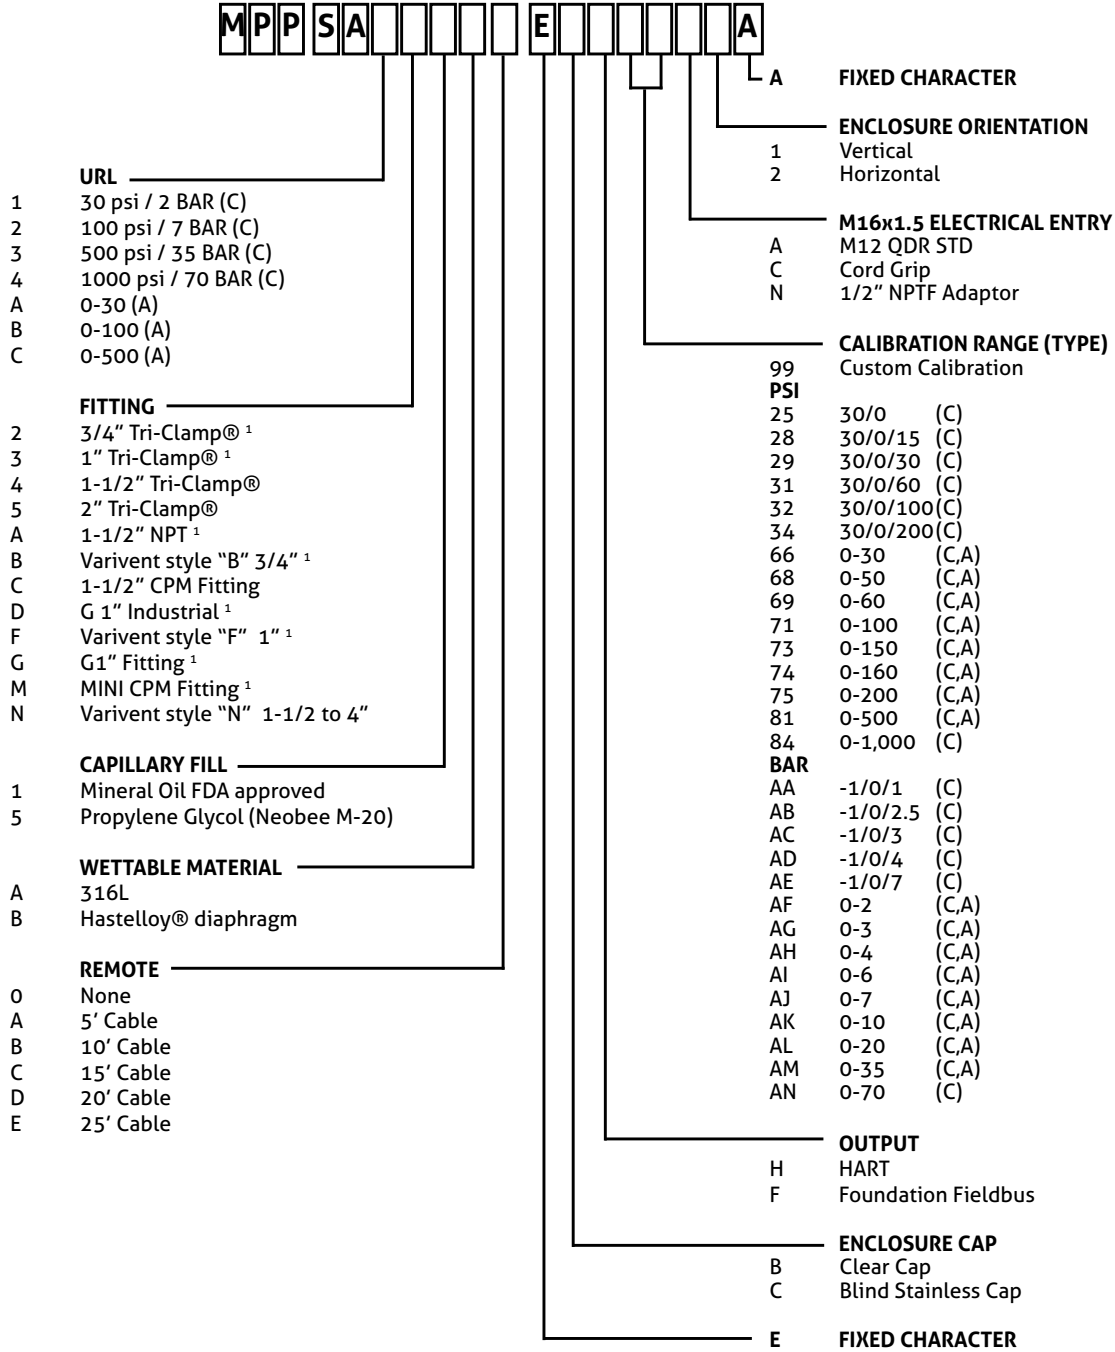 MPP SA E A
URL
1 30 psi / 2 BAR (C)
2 100 psi / 7 BAR (C)
3 500 psi / 35 BAR (C)
4 1000 psi / 70 BAR (C)
A 0-30 (A)
B 0-100 (A)
C 0-500 (A)
FITTING
2 3/4" Tri-Clamp® ¹
3 1" Tri-Clamp® ¹
4 1-1/2" Tri-Clamp®
5 2" Tri-Clamp®
A 1-1/2" NPT ¹
B Varivent style "B" 3/4" ¹
C 1-1/2" CPM Fitting
D G 1" Industrial ¹
F Varivent style "F" 1" ¹
G G1" Fitting ¹
M MINI CPM Fitting ¹
N Varivent style "N" 1-1/2 to 4"
CAPILLARY FILL
1 Mineral Oil FDA approved
5 Propylene Glycol (Neobee M-20)
WETTABLE MATERIAL
A 316L
B Hastelloy® diaphragm
REMOTE
0 None
A 5' Cable
B 10' Cable
C 15' Cable
D 20' Cable
E 25' Cable
A FIXED CHARACTER
ENCLOSURE ORIENTATION
1 Vertical
2 Horizontal
M16x1.5 ELECTRICAL ENTRY
A M12 QDR STD
C Cord Grip
N 1/2" NPTF Adaptor
CALIBRATION RANGE (TYPE)
99 Custom Calibration
PSI
25 30/0 (C)
28 30/0/15 (C)
29 30/0/30 (C)
31 30/0/60 (C)
32 30/0/100 (C)
34 30/0/200 (C)
66 0-30 (C,A)
68 0-50 (C,A)
69 0-60 (C,A)
71 0-100 (C,A)
73 0-150 (C,A)
74 0-160 (C,A)
75 0-200 (C,A)
81 0-500 (C,A)
84 0-1,000 (C)
BAR
AA -1/0/1 (C)
AB -1/0/2.5 (C)
AC -1/0/3 (C)
AD -1/0/4 (C)
AE -1/0/7 (C)
AF 0-2 (C,A)
AG 0-3 (C,A)
AH 0-4 (C,A)
AI 0-6 (C,A)
AJ 0-7 (C,A)
AK 0-10 (C,A)
AL 0-20 (C,A)
AM 0-35 (C,A)
AN 0-70 (C)
OUTPUT
H HART
F Foundation Fieldbus
ENCLOSURE CAP
B Clear Cap
C Blind Stainless Cap
E FIXED CHARACTER